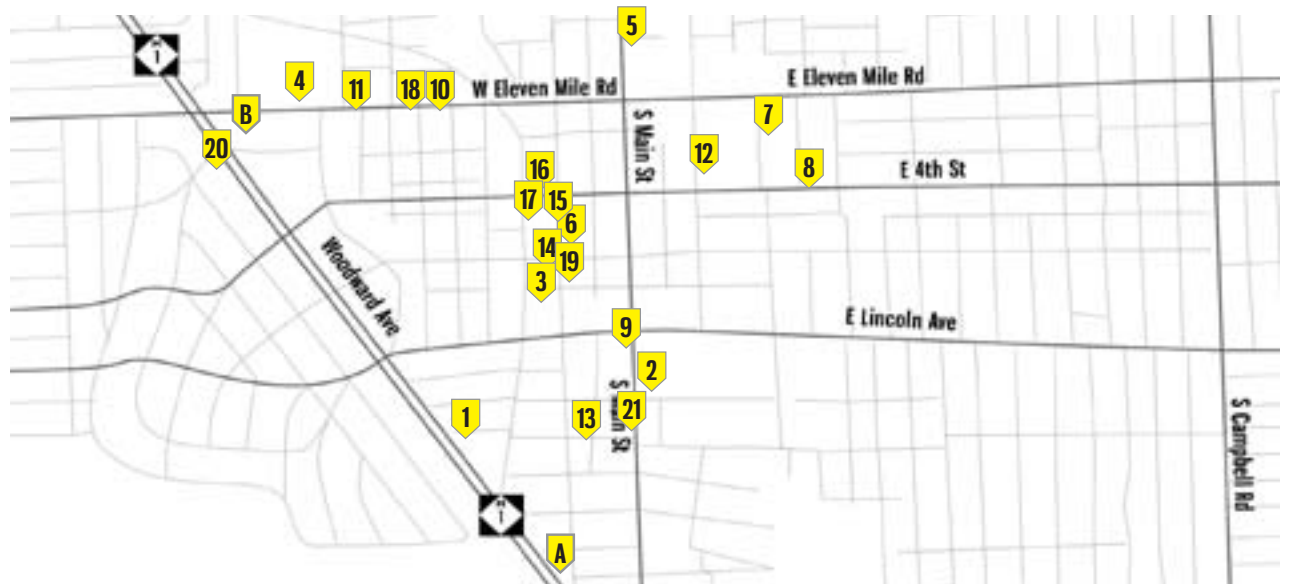 5
M
1
4
11
18
10
W Eleven Mile Rd
E Eleven Mile Rd
B
7
20
S Main St
12
16
8
E 4th St
17
15
6
14
19
3
Woodward Ave
9
E Lincoln Ave
2
1
13
S Main St
21
S Campbell Rd
M
1
A